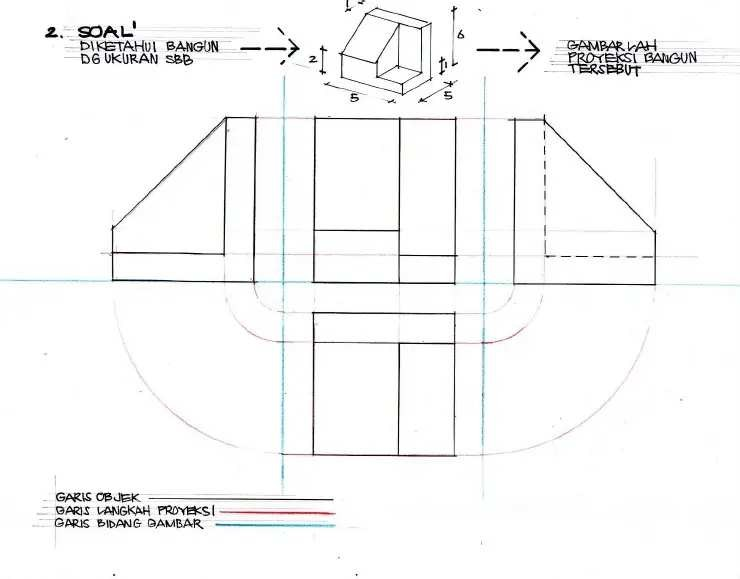 2. SOAL'
DIKETAHUI BANGUN
DG UKURAN SBB
1
6
2
1
5
5
GAMBARLAH
PROYEKSI BANGUN
TERSEBUT
GARIS OBJEK
GARIS LANGKAH PROYEKSI
GARIS BIDANG GAMBAR